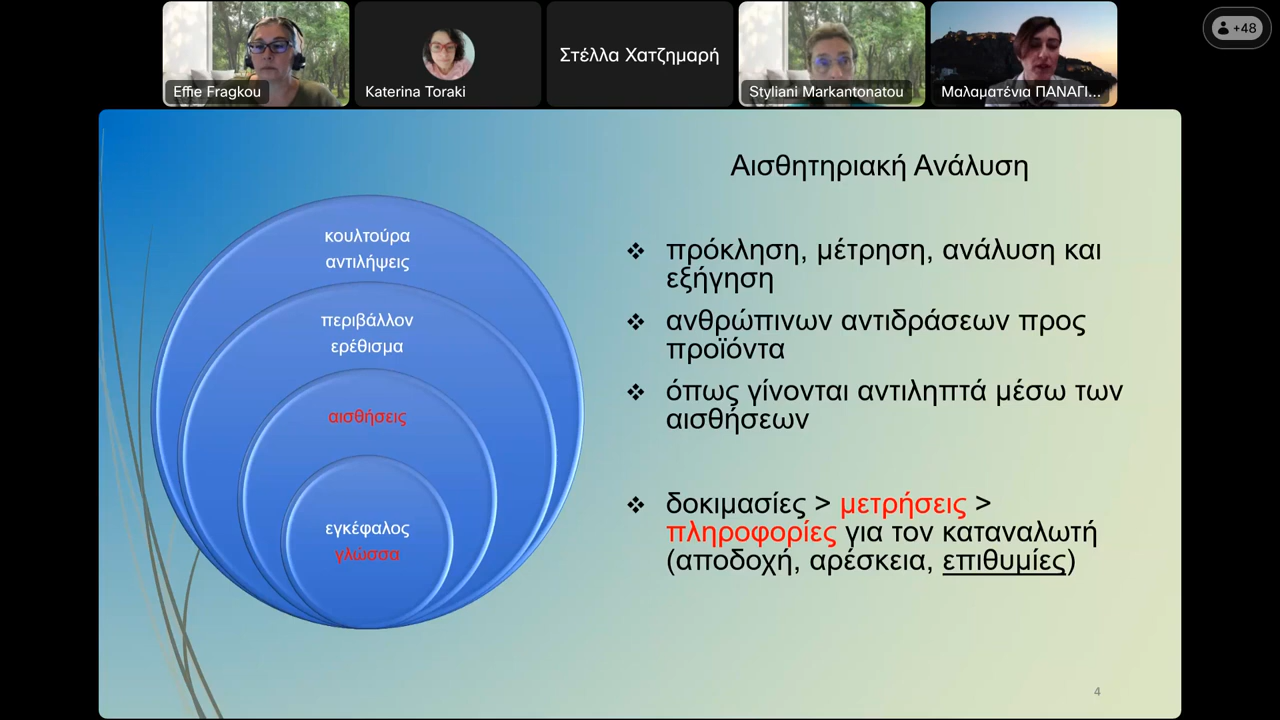 Effie Fragkou
Katerina Toraki
Στέλλα Χατζημαρή
Styliani Markantonatou
Μαλαματένια ΠΑΝΑΓΙ...
+48
Αισθητηριακή Ανάλυση
κουλτούρα
αντιλήψεις
περιβάλλον
ερέθισμα
αισθήσεις
εγκέφαλος
γλώσσα
❖ πρόκληση, μέτρηση, ανάλυση και
εξήγηση
❖ ανθρώπινων αντιδράσεων προς
προϊόντα
❖ όπως γίνονται αντιληπτά μέσω των
αισθήσεων
❖ δοκιμασίες > μετρήσεις >
πληροφορίες για τον καταναλωτή
(αποδοχή, αρέσκεια, επιθυμίες)
4